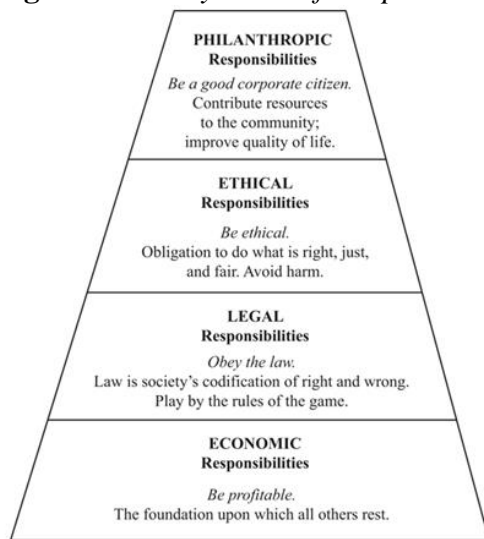 PHILANTHROPIC
Responsibilities
Be a good corporate citizen.
Contribute resources
to the community;
improve quality of life.
ETHICAL
Responsibilities
Be ethical.
Obligation to do what is right, just,
and fair. Avoid harm.
LEGAL
Responsibilities
Obey the law.
Law is society's codification of right and wrong.
Play by the rules of the game.
ECONOMIC
Responsibilities
Be profitable.
The foundation upon which all others rest.